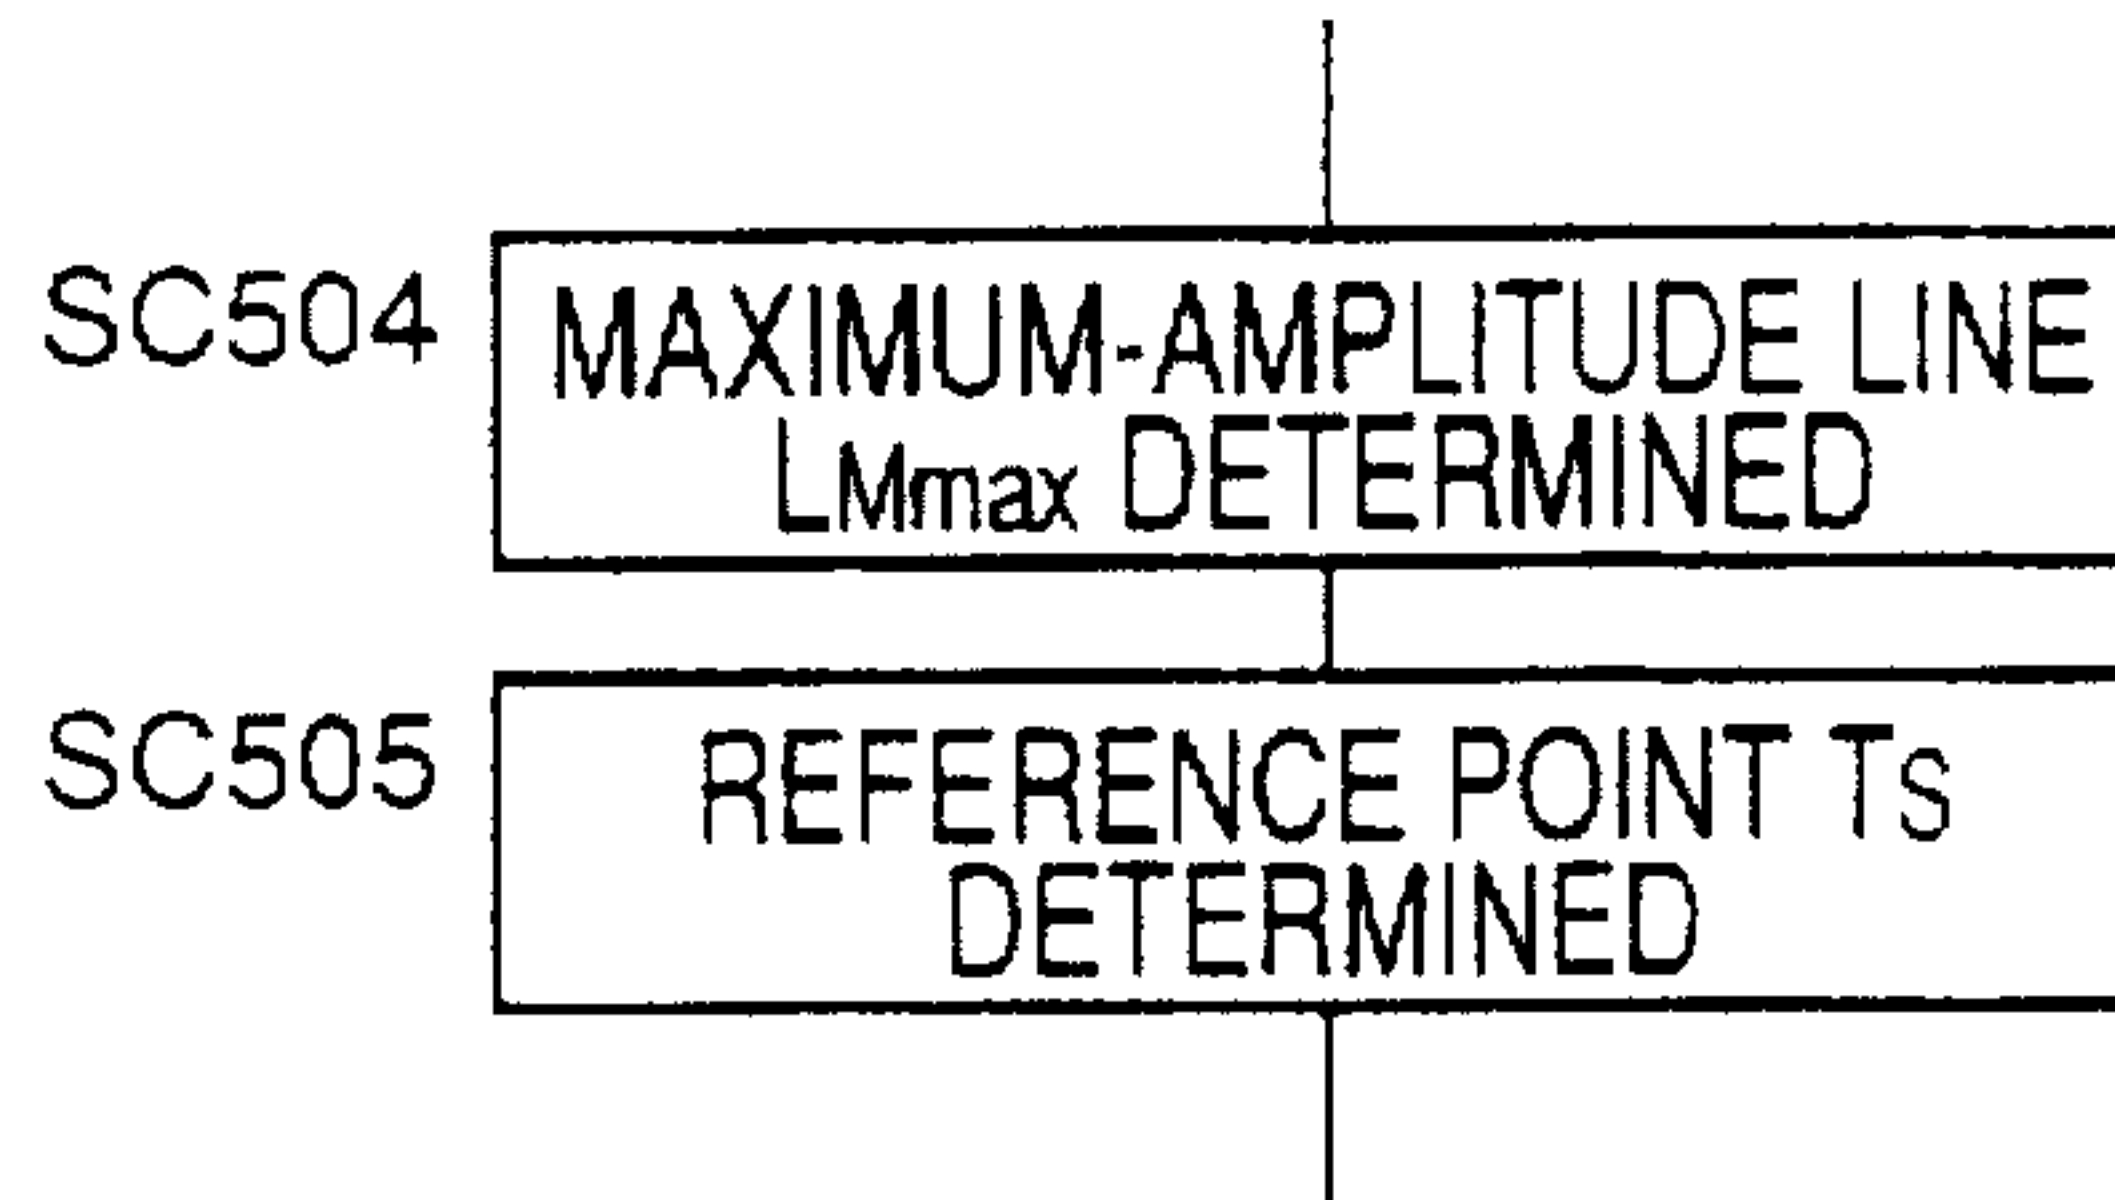 SC504
MAXIMUM-AMPLITUDE LINE
LMmax DETERMINED
SC505
REFERENCE POINT Ts
DETERMINED